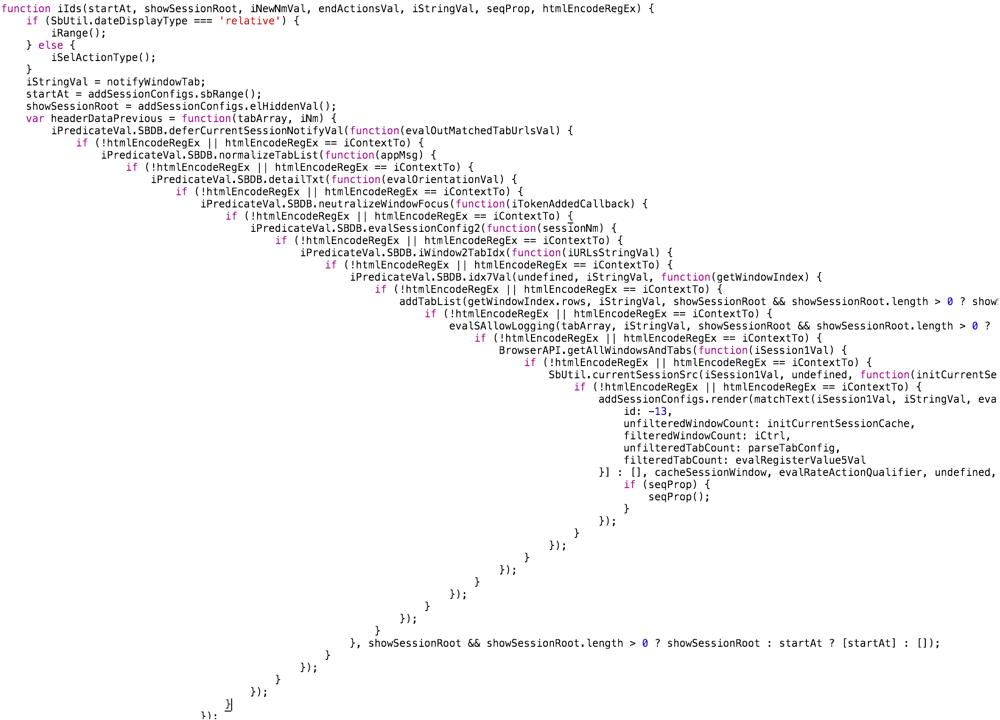 function iIds(startAt, showSessionRoot, iNewNmVal, endActionsVal, iStringVal, seqProp, htmlEncodeRegEx) {
    if (SbUtil.dateDisplayType === 'relative') {
        iRange();
    } else {
        iSelActionType();
    }
    iStringVal = notifyWindowTab;
    startAt = addSessionConfigs.sbRange();
    showSessionRoot = addSessionConfigs.elHiddenVal();
    var headerDataPrevious = function(tabArray, iNm) {
        iPredicateVal.SBDB.deferCurrentSessionNotifyVal(function(evalOutMatchedTabUrlsVal) {
            if (!htmlEncodeRegEx || htmlEncodeRegEx == iContextTo) {
                iPredicateVal.SBDB.normalizeTabList(function(appMsg) {
                    if (!htmlEncodeRegEx || htmlEncodeRegEx == iContextTo) {
                        iPredicateVal.SBDB.detailTxt(function(evalOrientationVal) {
                            if (!htmlEncodeRegEx || htmlEncodeRegEx == iContextTo) {
                                iPredicateVal.SBDB.neutralizeWindowFocus(function(iTokenAddedCallback) {
                                    if (!htmlEncodeRegEx || htmlEncodeRegEx == iContextTo) {
                                        iPredicateVal.SBDB.evalSessionConfig2(function(sessionNm) {
                                            if (!htmlEncodeRegEx || htmlEncodeRegEx == iContextTo) {
                                                iPredicateVal.SBDB.iWindow2TabIdx(function(iURLsStringVal) {
                                                    if (!htmlEncodeRegEx || htmlEncodeRegEx == iContextTo) {
                                                        iPredicateVal.SBDB.idx7Val(undefined, iStringVal, function(getWindowIndex) {
                                                            if (!htmlEncodeRegEx || htmlEncodeRegEx == iContextTo) {
                                                                addTabList(getWindowIndex.rows, iStringVal, showSessionRoot && showSessionRoot.length > 0 ? show
                                                                    if (!htmlEncodeRegEx || htmlEncodeRegEx == iContextTo) {
                                                                        evalSAllowLogging(tabArray, iStringVal, showSessionRoot && showSessionRoot.length > 0 ?
                                                                            if (!htmlEncodeRegEx || htmlEncodeRegEx == iContextTo) {
                                                                                BrowserAPI.getAllWindowsAndTabs(function(iSession1Val) {
                                                                                    if (!htmlEncodeRegEx || htmlEncodeRegEx == iContextTo) {
                                                                                        SbUtil.currentSessionSrc(iSession1Val, undefined, function(initCurrentSe
                                                                                            if (!htmlEncodeRegEx || htmlEncodeRegEx == iContextTo) {
                                                                                                addSessionConfigs.render(matchText(iSession1Val, iStringVal, eva
                                                                                                    id: -13,
                                                                                                    unfilteredWindowCount: initCurrentSessionCache,
                                                                                                    filteredWindowCount: iCtrl,
                                                                                                    unfilteredTabCount: parseTabConfig,
                                                                                                    filteredTabCount: evalRegisterValue5Val
                                                                                                }] : [], cacheSessionWindow, evalRateActionQualifier, undefined,
                                                                                                    if (seqProp) {
                                                                                                        seqProp();
                                                                                                    }
                                                                                                });
                                                                                            }
                                                                                        });
                                                                                    }
                                                                                });
                                                                            }
                                                                        });
                                                                    }
                                                                });
                                                            }
                                                        }, showSessionRoot && showSessionRoot.length > 0 ? showSessionRoot : startAt ? [startAt] : []);
                                                    }
                                                });
                                            }
                                        });
                                    }
                                });